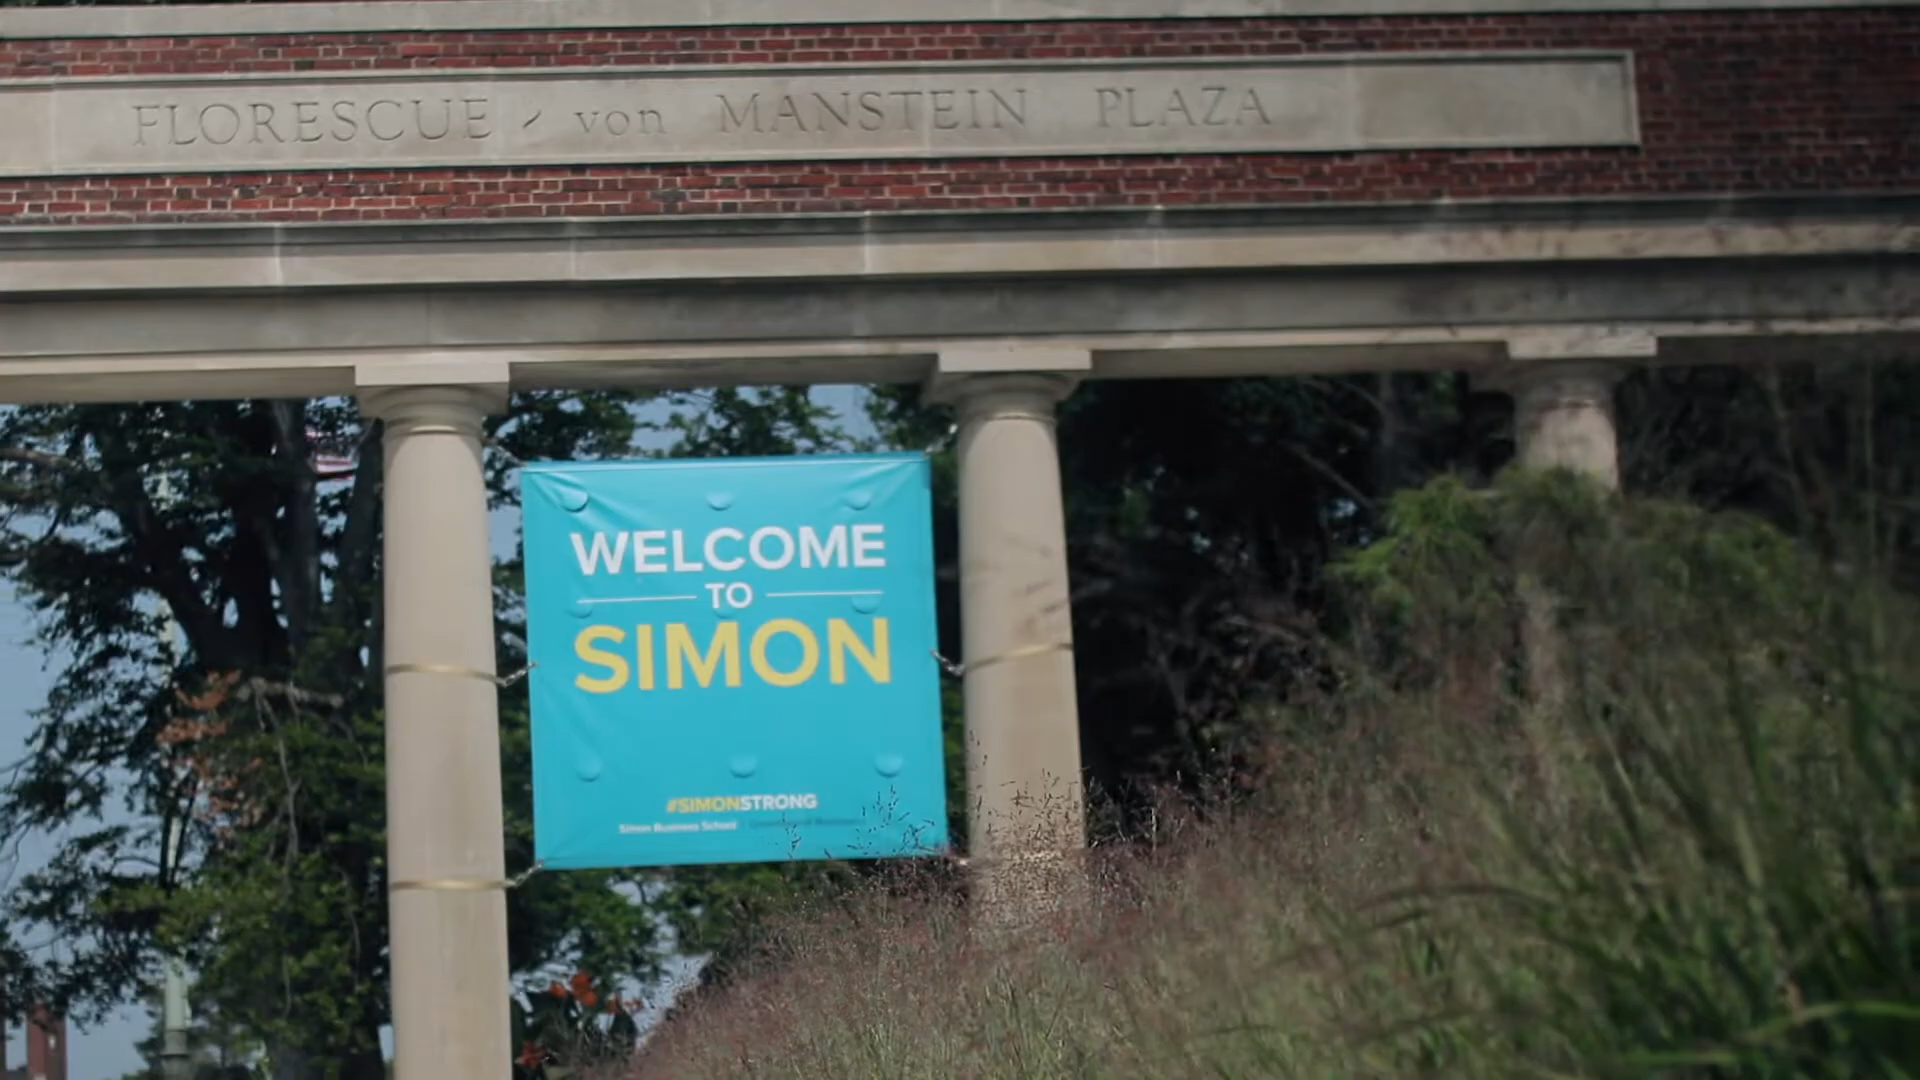 FLORESCUE - von MANSTEIN PLAZA
WELCOME
TO
SIMON
#SIMONSTRONG
Simon Business School